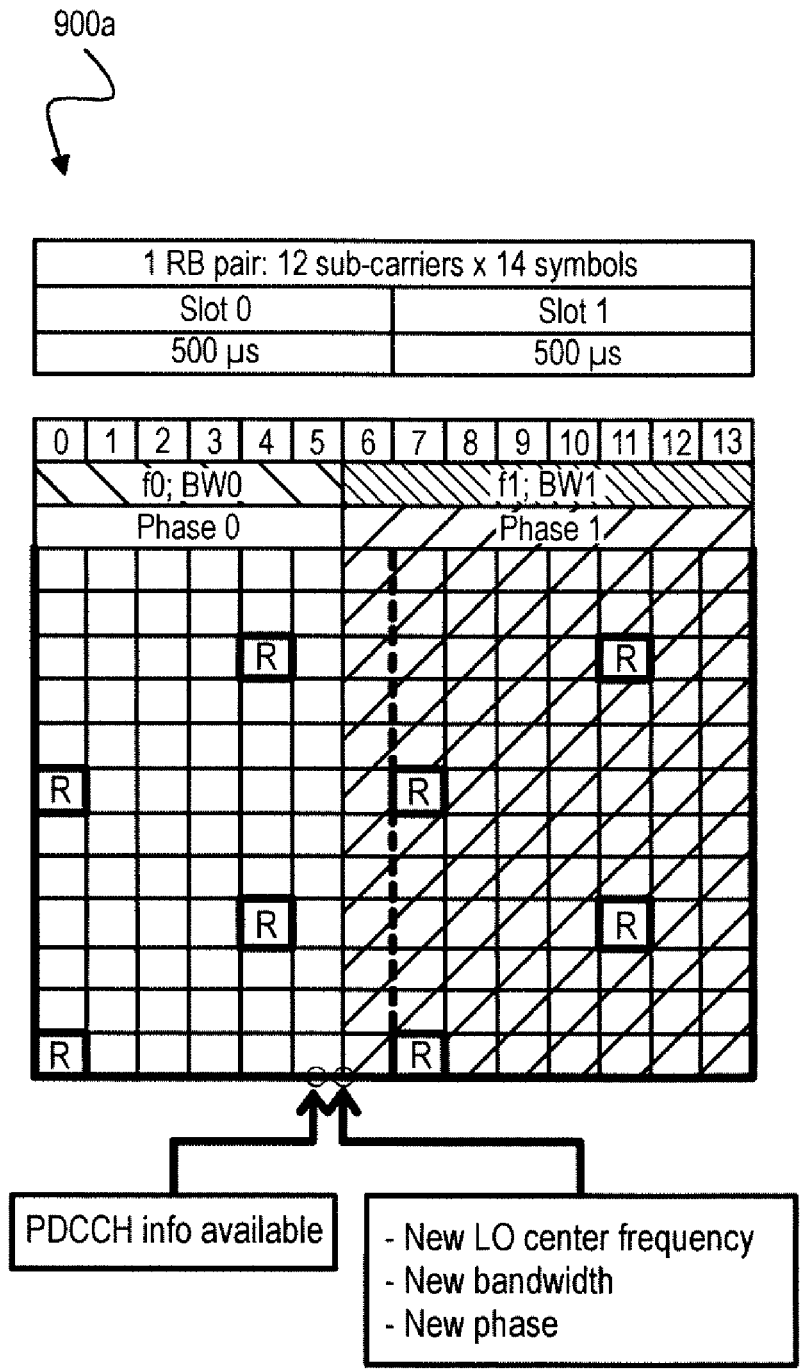 900a
1 RB pair: 12 sub-carriers x 14 symbols
Slot 0 Slot 1
500 µs 500 µs
0 1 2 3 4 5 6 7 8 9 10 11 12 13
f0; BW0 f1; BW1
Phase 0 Phase 1
R R
R R
R R
R R
PDCCH info available
- New LO center frequency
- New bandwidth
- New phase